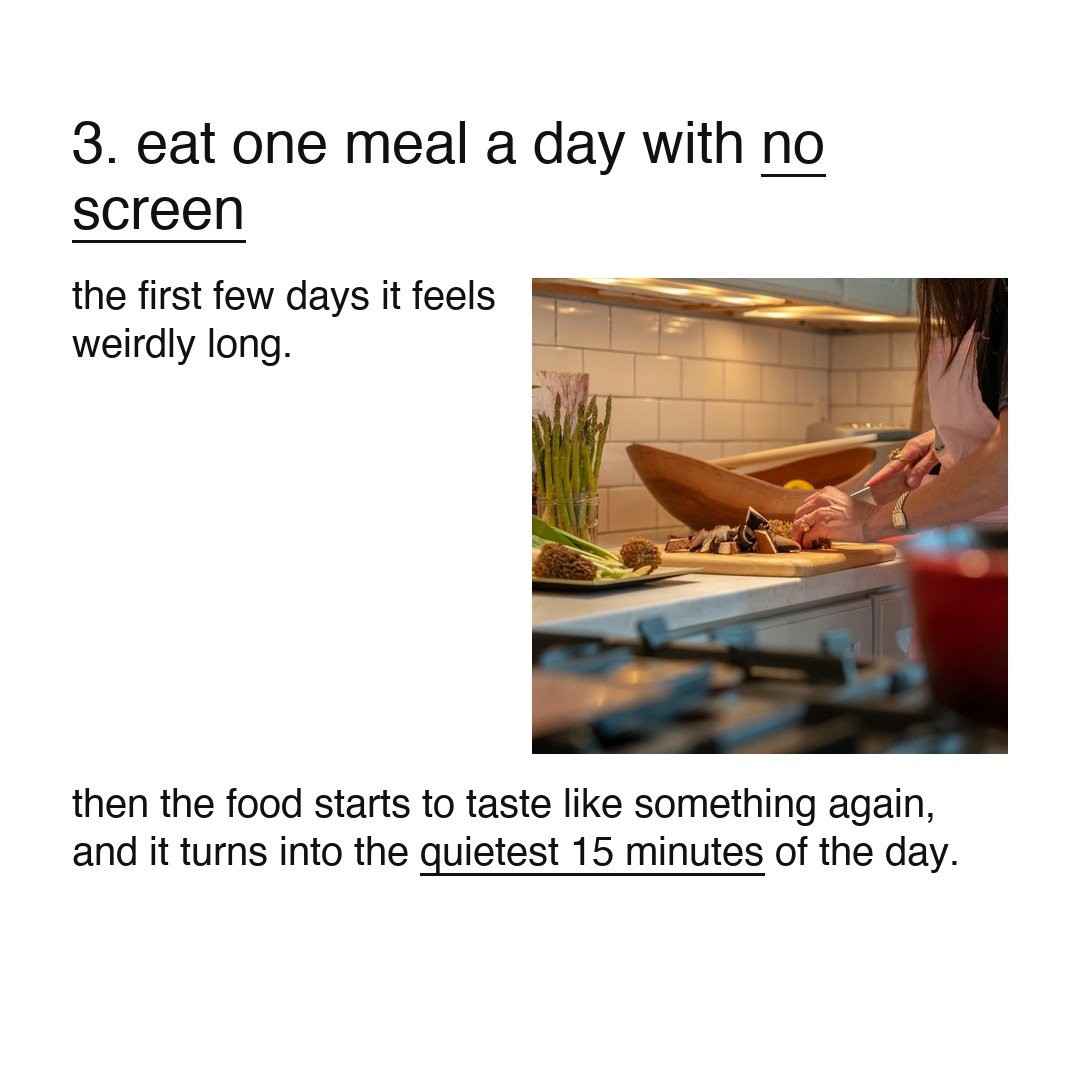 3. eat one meal a day with no
screen
the first few days it feels
weirdly long.
then the food starts to taste like something again,
and it turns into the quietest 15 minutes of the day.